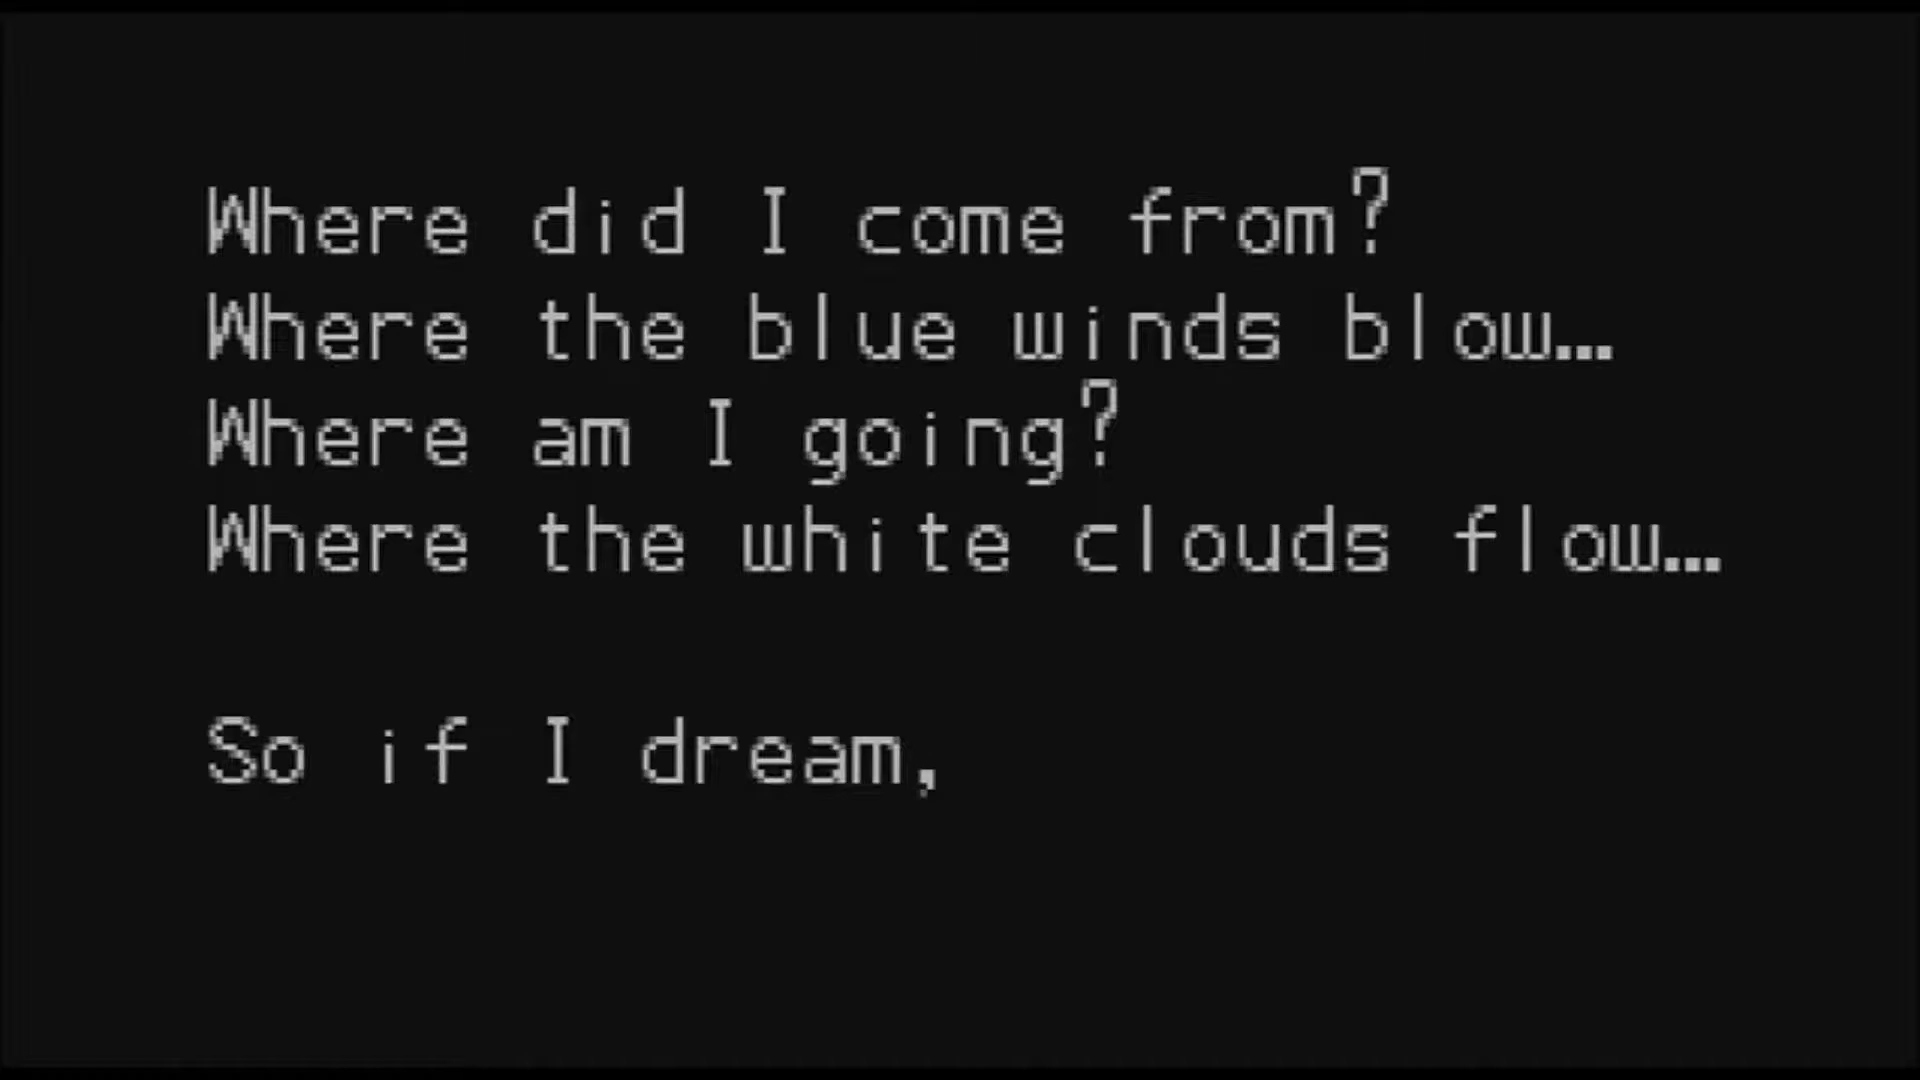 Where did I come from?
Where the blue winds blow…
Where am I going?
Where the white clouds flow…
So if I dream,